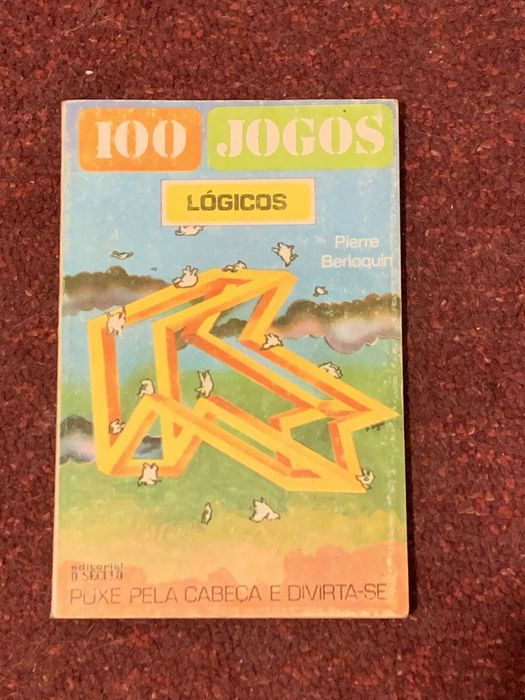 100 JOGOS
LÓGICOS
Pierre
Berloquin
editorial
O SÉCULO
PUXE PELA CABEÇA E DIVIRTA-SE